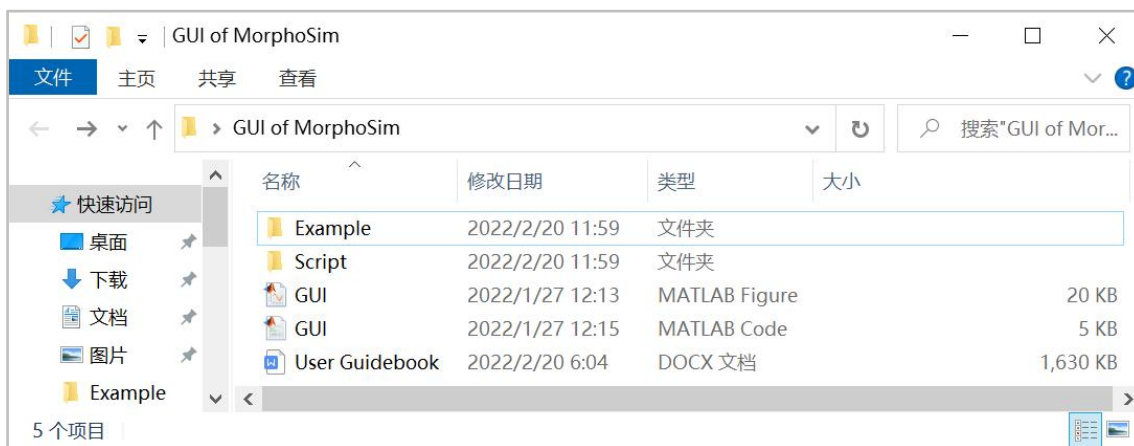 GUI of MorphoSim
文件 主页 共享 查看
GUI of MorphoSim 搜索"GUI of Mor...
名称 修改日期 类型 大小
快速访问
桌面
下载
文档
图片
Example
Example 2022/2/20 11:59 文件夹
Script 2022/2/20 11:59 文件夹
GUI 2022/1/27 12:13 MATLAB Figure 20 KB
GUI 2022/1/27 12:15 MATLAB Code 5 KB
User Guidebook 2022/2/20 6:04 DOCX 文档 1,630 KB
5 个项目